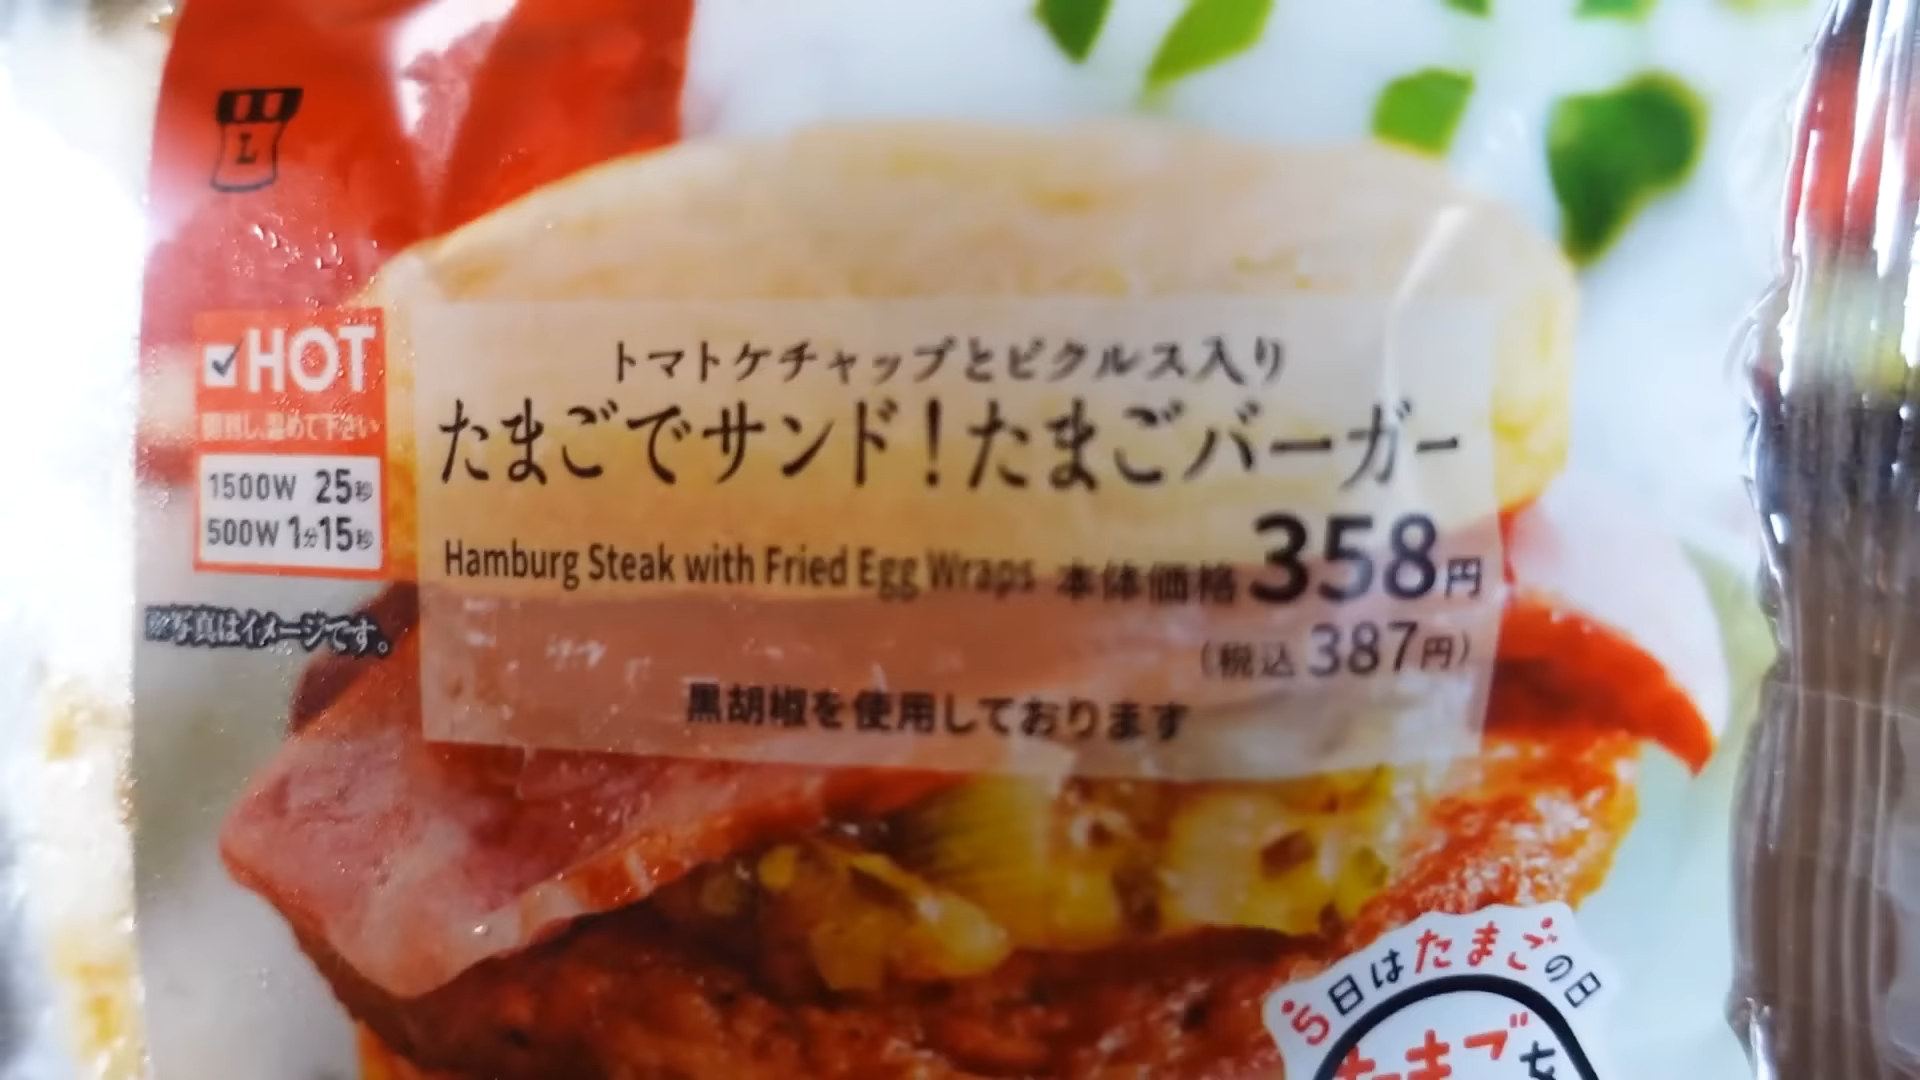 L
HOT
開封し、温めて下さい
1500W 25秒
500W 1分15秒
※写真はイメージです。
トマトケチャップとピクルス入り
たまごでサンド!たまごバーガー
Hamburg Steak with Fried Egg Wraps
本体価格358円
(税込387円)
黒胡椒を使用しております
5日はたまごの日